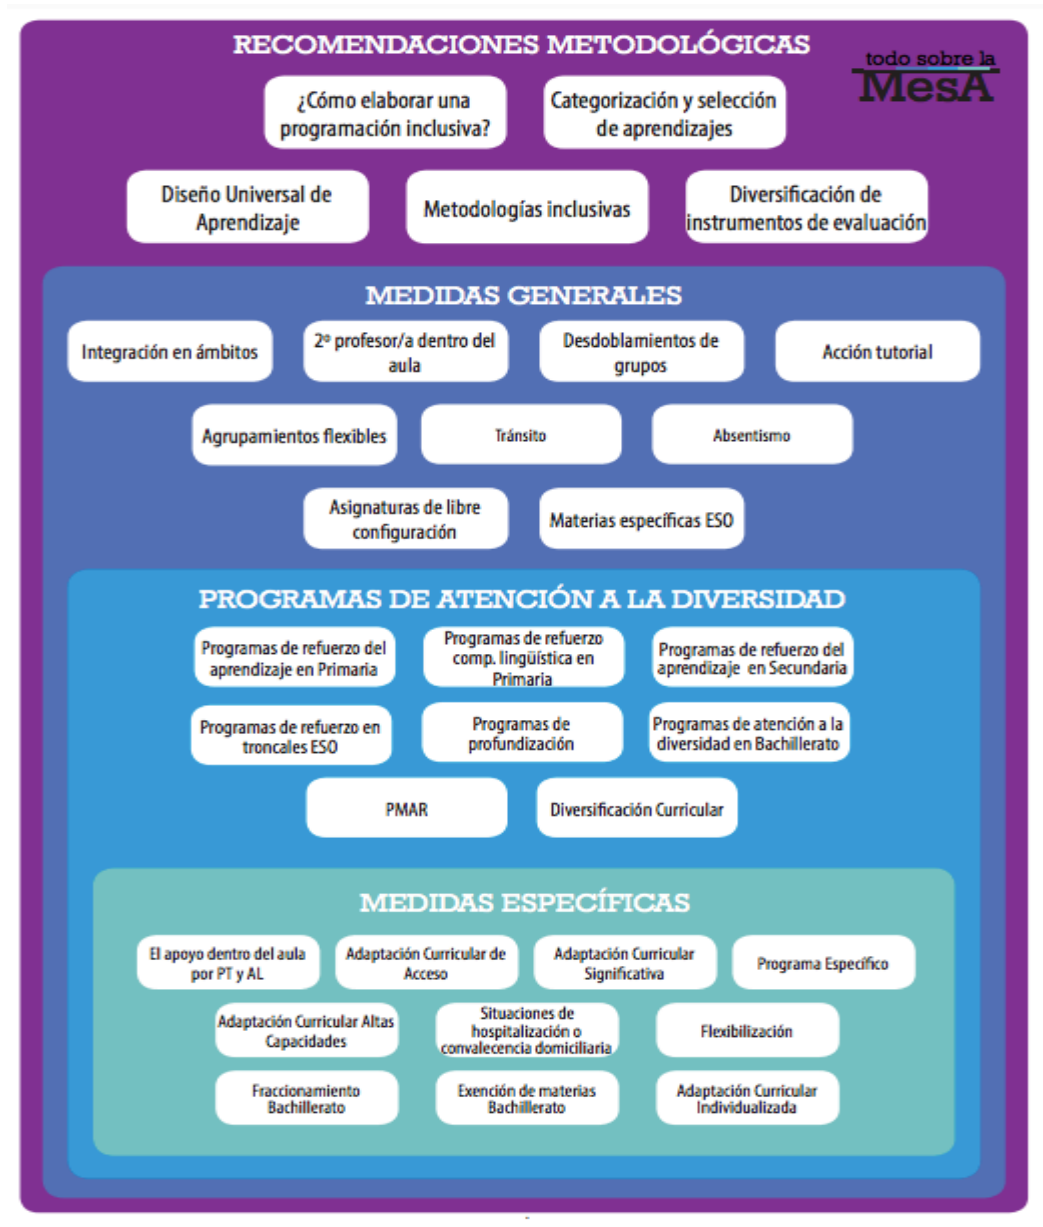 RECOMENDACIONES METODOLÓGICAS
todo sobre la
MesA
¿Cómo elaborar una
programación inclusiva?
Categorización y selección
de aprendizajes
Diseño Universal de
Aprendizaje
Metodologías inclusivas
Diversificación de
instrumentos de evaluación
MEDIDAS GENERALES
Integración en ámbitos
2º profesor/a dentro del
aula
Desdoblamientos de
grupos
Acción tutorial
Agrupamientos flexibles
Tránsito
Absentismo
Asignaturas de libre
configuración
Materias específicas ESO
PROGRAMAS DE ATENCIÓN A LA DIVERSIDAD
Programas de refuerzo del
aprendizaje en Primaria
Programas de refuerzo
comp. lingüística en
Primaria
Programas de refuerzo del
aprendizaje en Secundaria
Programas de refuerzo en
troncales ESO
Programas de
profundización
Programas de atención a la
diversidad en Bachillerato
PMAR
Diversificación Curricular
MEDIDAS ESPECÍFICAS
El apoyo dentro del aula
por PT y AL
Adaptación Curricular de
Acceso
Adaptación Curricular
Significativa
Programa Específico
Adaptación Curricular Altas
Capacidades
Situaciones de
hospitalización o
convalecencia domiciliaria
Flexibilización
Fraccionamiento
Bachillerato
Exención de materias
Bachillerato
Adaptación Curricular
Individualizada